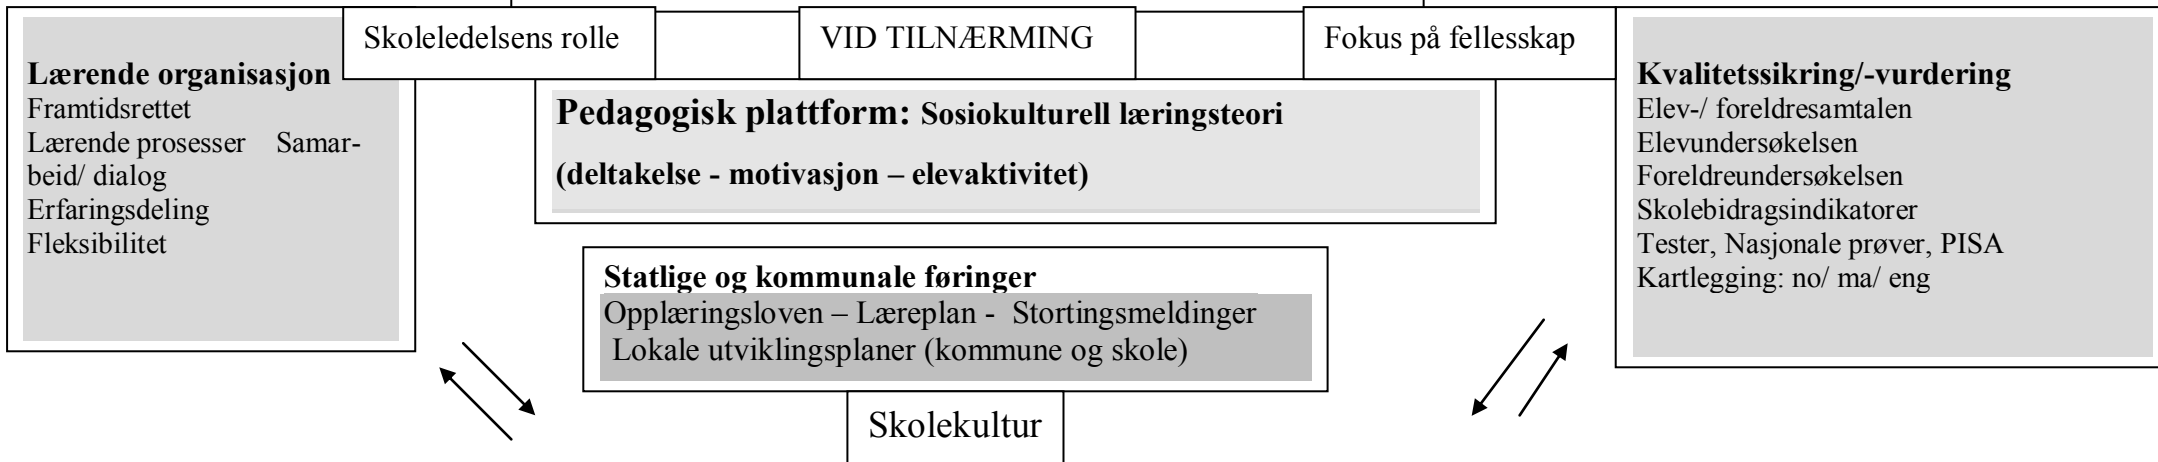 Skoleledelsens rolle
VID TILNÆRMING
Fokus på fellesskap
Lærende organisasjon
Framtidsrettet
Lærende prosesser Samar-
beid/ dialog
Erfaringsdeling
Fleksibilitet
Pedagogisk plattform: Sosiokulturell læringsteori
(deltakelse - motivasjon – elevaktivitet)
Statlige og kommunale føringer
Opplæringsloven – Læreplan - Stortingsmeldinger
Lokale utviklingsplaner (kommune og skole)
Skolekultur
Kvalitetssikring/-vurdering
Elev-/ foreldresamtalen
Elevundersøkelsen
Foreldreundersøkelsen
Skolebidragsindikatorer
Tester, Nasjonale prøver, PISA
Kartlegging: no/ ma/ eng